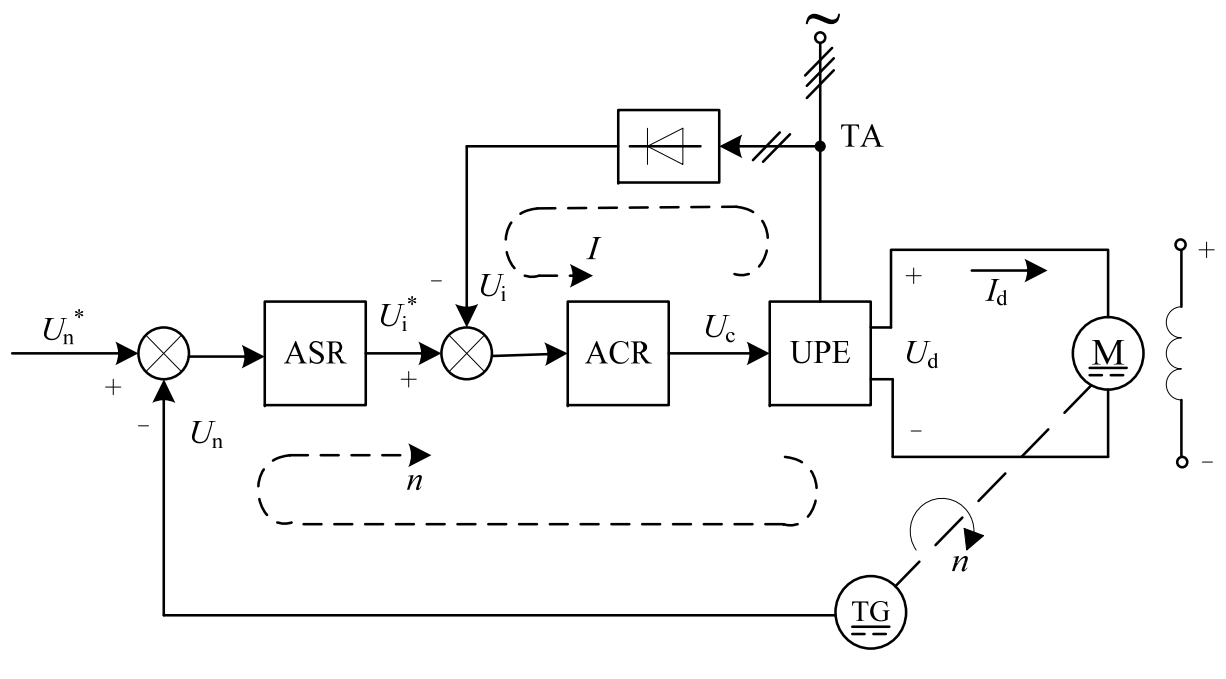 ~
TA
I
+
− U_i
I_d
+
U_n* ASR U_i* ACR U_c UPE U_d M
+
+
− U_n
−
−
n
n
TG